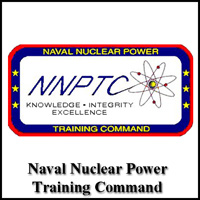 NAVAL NUCLEAR POWER
NNPTC
KNOWLEDGE • INTEGRITY
EXCELLENCE
TRAINING COMMAND
Naval Nuclear Power
Training Command